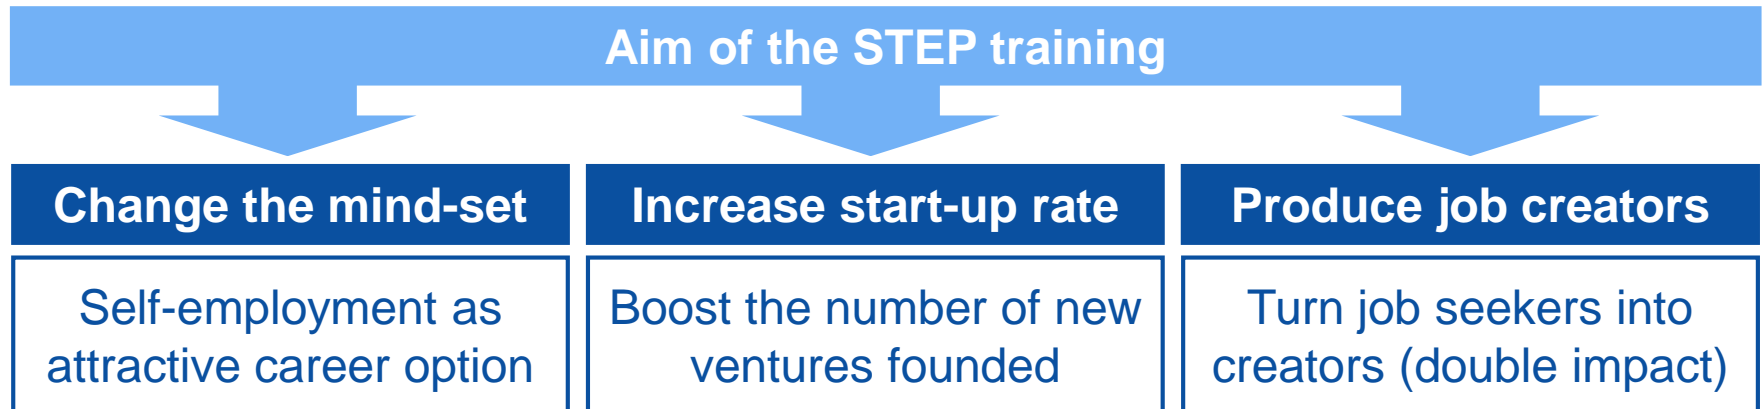 Aim of the STEP training
Change the mind-set
Increase start-up rate
Produce job creators
Self-employment as
attractive career option
Boost the number of new
ventures founded
Turn job seekers into
creators (double impact)